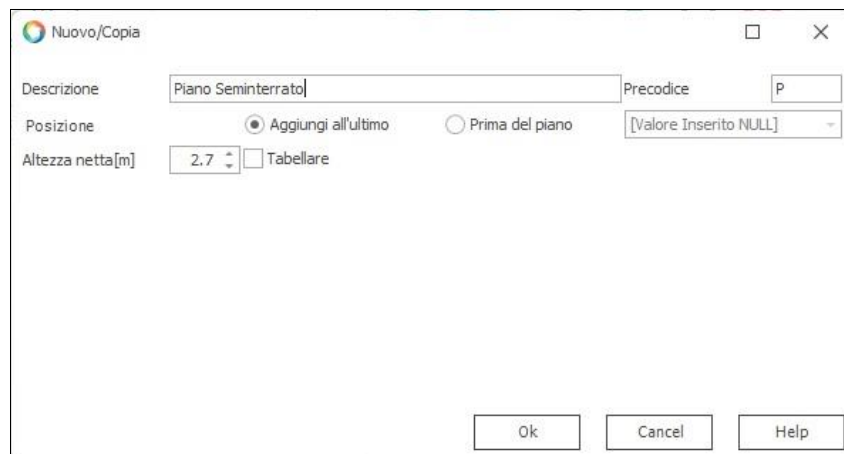 Nuovo/Copia
Descrizione Piano Seminterrato Precodice P
Posizione Aggiungi all'ultimo Prima del piano [Valore Inserito NULL]
Altezza netta[m] 2.7 Tabellare
Ok Cancel Help